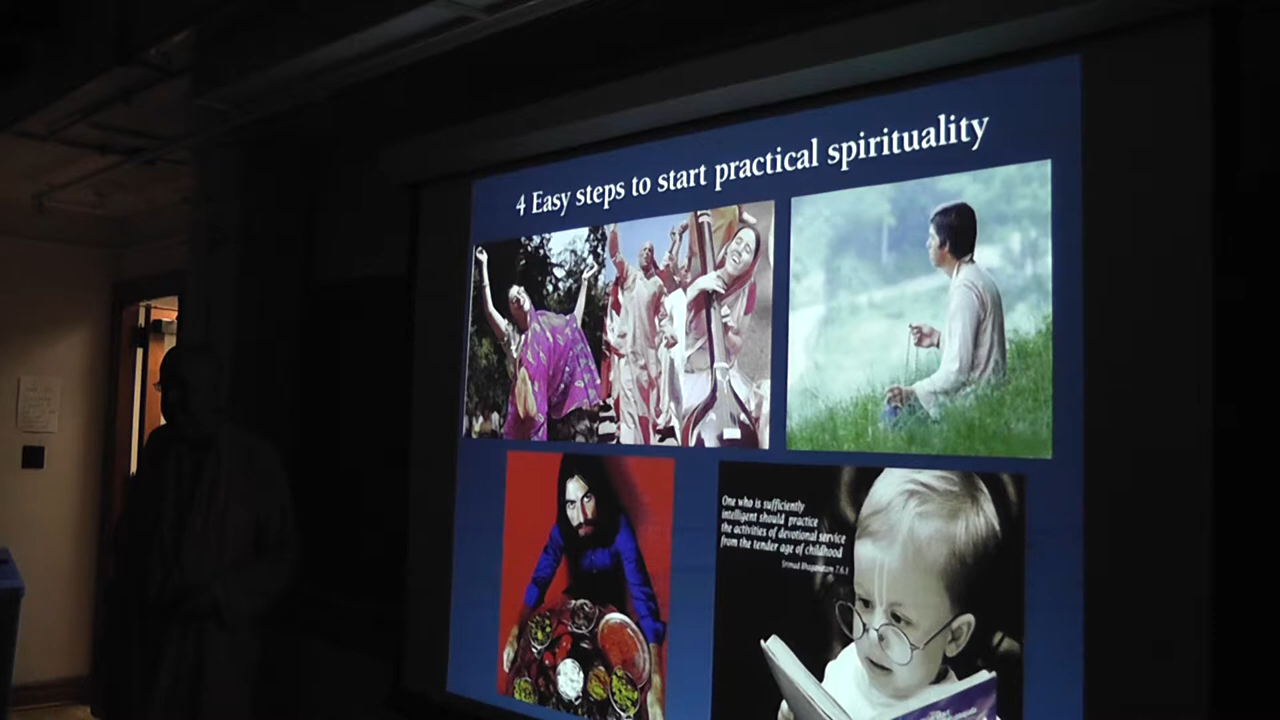 4 Easy steps to start practical spirituality
One who is sufficiently
intelligent should practice
the activities of devotional service
from the tender age of childhood
Srimad Bhagavatam 7.6.1